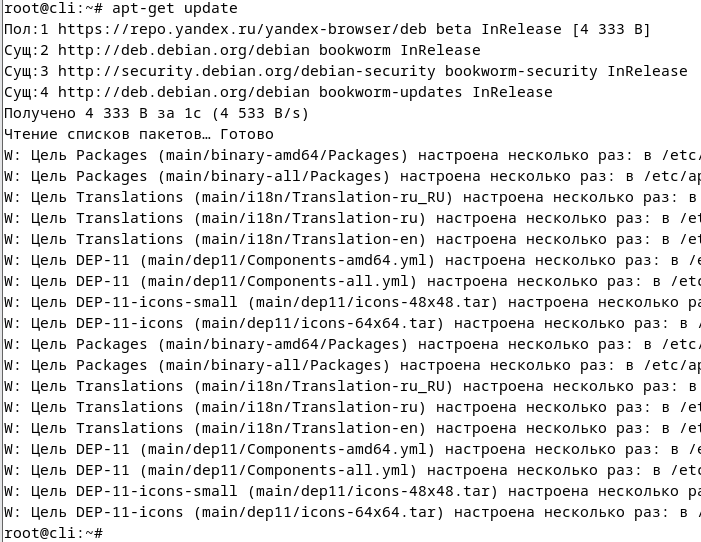 root@cli:~# apt-get update
Пол:1 https://repo.yandex.ru/yandex-browser/deb beta InRelease [4 333 B]
Сущ:2 http://deb.debian.org/debian bookworm InRelease
Сущ:3 http://security.debian.org/debian-security bookworm-security InRelease
Сущ:4 http://deb.debian.org/debian bookworm-updates InRelease
Получено 4 333 B за 1с (4 533 B/s)
Чтение списков пакетов… Готово
W: Цель Packages (main/binary-amd64/Packages) настроена несколько раз: в /etc/
W: Цель Packages (main/binary-all/Packages) настроена несколько раз: в /etc/ap
W: Цель Translations (main/i18n/Translation-ru_RU) настроена несколько раз: в
W: Цель Translations (main/i18n/Translation-ru) настроена несколько раз: в /et
W: Цель Translations (main/i18n/Translation-en) настроена несколько раз: в /et
W: Цель DEP-11 (main/dep11/Components-amd64.yml) настроена несколько раз: в /e
W: Цель DEP-11 (main/dep11/Components-all.yml) настроена несколько раз: в /etc
W: Цель DEP-11-icons-small (main/dep11/icons-48x48.tar) настроена несколько ра
W: Цель DEP-11-icons (main/dep11/icons-64x64.tar) настроена несколько раз: в /
W: Цель Packages (main/binary-amd64/Packages) настроена несколько раз: в /etc/
W: Цель Packages (main/binary-all/Packages) настроена несколько раз: в /etc/ap
W: Цель Translations (main/i18n/Translation-ru_RU) настроена несколько раз: в
W: Цель Translations (main/i18n/Translation-ru) настроена несколько раз: в /et
W: Цель Translations (main/i18n/Translation-en) настроена несколько раз: в /et
W: Цель DEP-11 (main/dep11/Components-amd64.yml) настроена несколько раз: в /e
W: Цель DEP-11 (main/dep11/Components-all.yml) настроена несколько раз: в /etc
W: Цель DEP-11-icons-small (main/dep11/icons-48x48.tar) настроена несколько ра
W: Цель DEP-11-icons (main/dep11/icons-64x64.tar) настроена несколько раз: в /
root@cli:~#